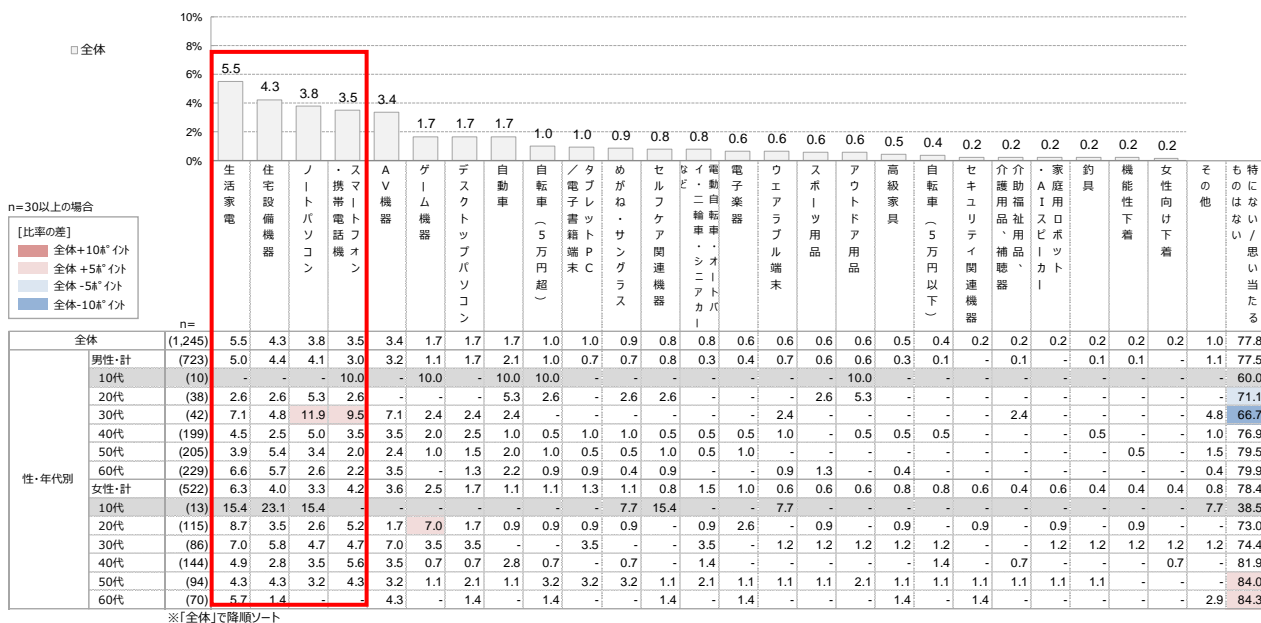 10%
8%
6%
4%
2%
0%
全体
5.5 4.3 3.8 3.5 3.4 1.7 1.7 1.7 1.0 1.0 0.9 0.8 0.8 0.6 0.6 0.6 0.6 0.5 0.4 0.2 0.2 0.2 0.2 0.2 0.2
生活家電
住宅設備機器
ノートパソコン
スマートフォン
・携帯電話機
AV機器
ゲーム機器
デスクトップパソコン
自動車
自転車（5万円超）
タブレットPC
／電子書籍端末
めがね・サングラス
セルフケア関連機器
電動自転車・オートバ
イ・二輪車・シニアカー
など
電子楽器
ウエアラブル端末
スポーツ用品
アウトドア用品
高級家具
自転車（5万円以下）
セキュリティ関連機器
介助福祉用品、
介護用品、補聴器
家庭用ロボット
・AIスピーカー
釣具
機能性下着
女性向け下着
その他
特にない/思い当たる
ものはない
n=30以上の場合
[比率の差]
全体+10ﾎﾟｲﾝﾄ
全体 +5ﾎﾟｲﾝﾄ
全体 -5ﾎﾟｲﾝﾄ
全体-10ﾎﾟｲﾝﾄ
n=
全体 (1,245) 5.5 4.3 3.8 3.5 3.4 1.7 1.7 1.7 1.0 1.0 0.9 0.8 0.8 0.6 0.6 0.6 0.6 0.5 0.4 0.2 0.2 0.2 0.2 0.2 0.2 1.0 77.8
性・年代別
男性・計 (723) 5.0 4.4 4.1 3.0 3.2 1.1 1.7 2.1 1.0 0.7 0.7 0.8 0.3 0.4 0.7 0.6 0.6 0.3 0.1 - 0.1 - 0.1 0.1 - 1.1 77.5
10代 (10) - - - 10.0 - 10.0 - 10.0 10.0 - - - - - - - 10.0 - - - - - - - - - 60.0
20代 (38) 2.6 2.6 5.3 2.6 - - - 5.3 2.6 - 2.6 2.6 - - - 2.6 5.3 - - - - - - - - - 71.1
30代 (42) 7.1 4.8 11.9 9.5 7.1 2.4 2.4 2.4 - - - - - - 2.4 - - - - - 2.4 - - - - 4.8 66.7
40代 (199) 4.5 2.5 5.0 3.5 3.5 2.0 2.5 1.0 0.5 1.0 1.0 0.5 0.5 0.5 1.0 - 0.5 0.5 0.5 - - - 0.5 - - 1.0 76.9
50代 (205) 3.9 5.4 3.4 2.0 2.4 1.0 1.5 2.0 1.0 0.5 0.5 1.0 0.5 1.0 - - - - - - - - - 0.5 - 1.5 79.5
60代 (229) 6.6 5.7 2.6 2.2 3.5 - 1.3 2.2 0.9 0.9 0.4 0.9 - - 0.9 1.3 - 0.4 - - - - - - - 0.4 79.9
女性・計 (522) 6.3 4.0 3.3 4.2 3.6 2.5 1.7 1.1 1.1 1.3 1.1 0.8 1.5 1.0 0.6 0.6 0.6 0.8 0.8 0.6 0.4 0.6 0.4 0.4 0.4 0.8 78.4
10代 (13) 15.4 23.1 15.4 - - - - - - - 7.7 15.4 - - 7.7 - - - - - - - - - - 7.7 38.5
20代 (115) 8.7 3.5 2.6 5.2 1.7 7.0 1.7 0.9 0.9 0.9 0.9 - 0.9 2.6 - 0.9 - 0.9 - 0.9 - 0.9 - 0.9 - - 73.0
30代 (86) 7.0 5.8 4.7 4.7 7.0 3.5 3.5 - - 3.5 - - 3.5 - 1.2 1.2 1.2 1.2 1.2 - - 1.2 1.2 1.2 1.2 1.2 74.4
40代 (144) 4.9 2.8 3.5 5.6 3.5 0.7 0.7 2.8 0.7 - 0.7 - 1.4 - - - - - 1.4 - 0.7 - - - 0.7 - 81.9
50代 (94) 4.3 4.3 3.2 4.3 3.2 1.1 2.1 1.1 3.2 3.2 3.2 1.1 2.1 1.1 1.1 1.1 2.1 1.1 1.1 1.1 1.1 1.1 1.1 - - - 84.0
60代 (70) 5.7 1.4 - - 4.3 - 1.4 - 1.4 - - 1.4 - 1.4 - - - 1.4 - 1.4 - - - - - 2.9 84.3
※「全体」で降順ソート